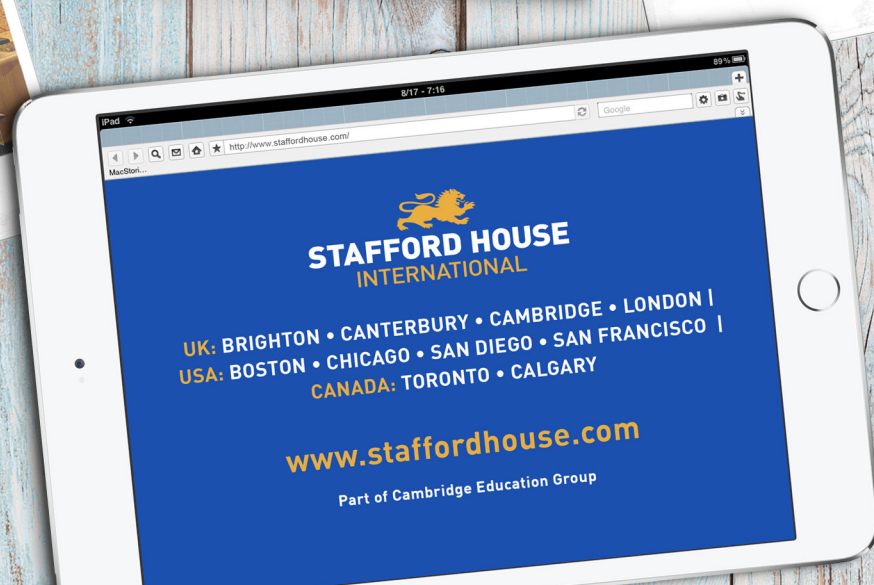 iPad
8/17 - 7:16
89%
http://www.staffordhouse.com/
Google
MacStori...
STAFFORD HOUSE
INTERNATIONAL
UK: BRIGHTON • CANTERBURY • CAMBRIDGE • LONDON |
USA: BOSTON • CHICAGO • SAN DIEGO • SAN FRANCISCO |
CANADA: TORONTO • CALGARY
www.staffordhouse.com
Part of Cambridge Education Group